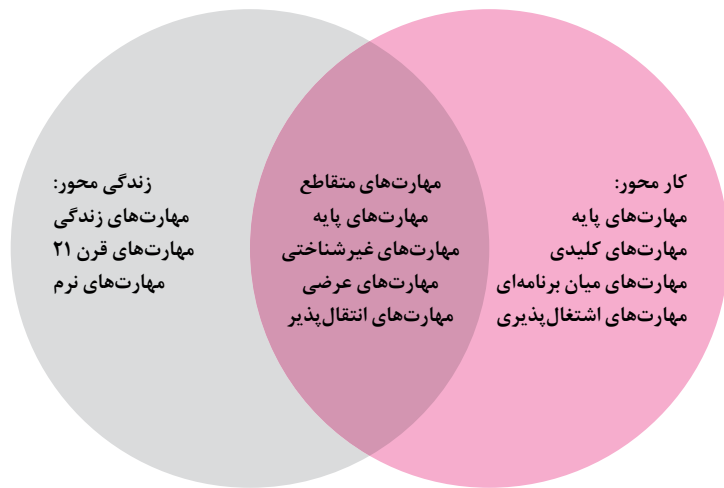 کار محور:
مهارت‌های پایه
مهارت‌های کلیدی
مهارت‌های میان برنامه‌ای
مهارت‌های اشتغال‌پذیری
مهارت‌های متقاطع
مهارت‌های پایه
مهارت‌های غیرشناختی
مهارت‌های عرضی
مهارت‌های انتقال‌پذیر
زندگی محور:
مهارت‌های زندگی
مهارت‌های قرن ۲۱
مهارت‌های نرم